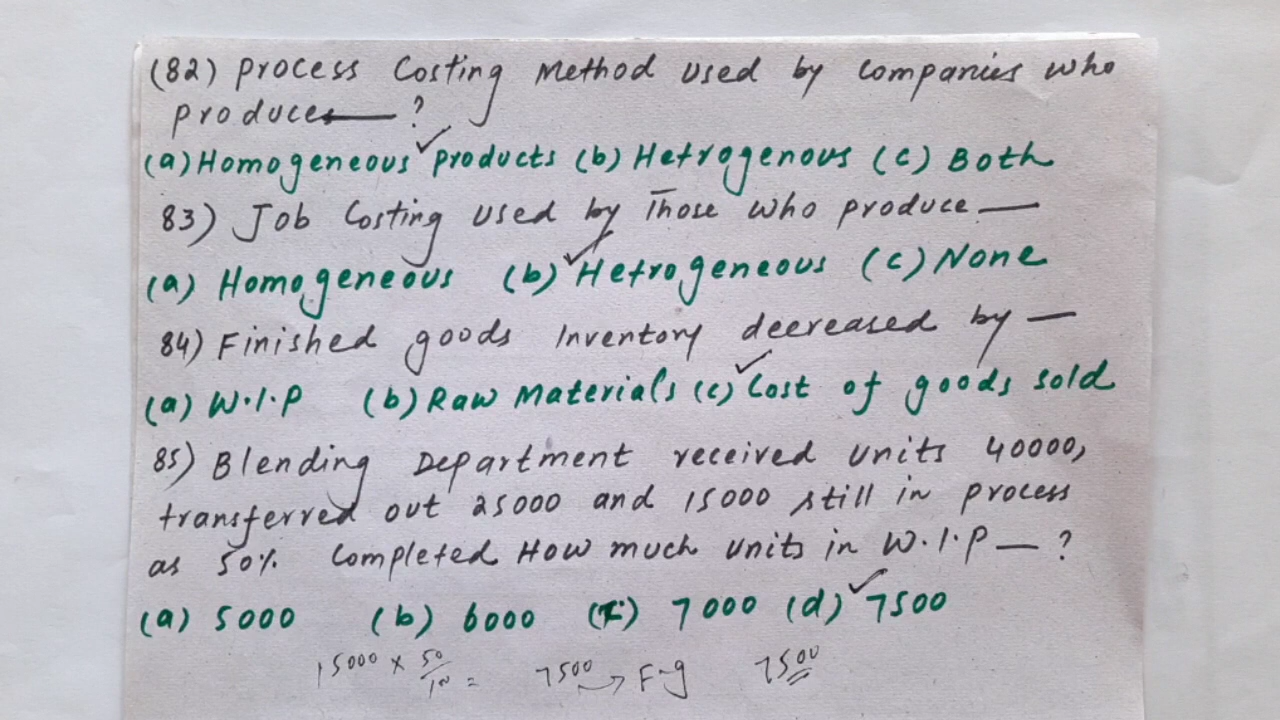 (82) Process Costing Method used by Companies who
produces—?
(a) Homogeneous products (b) Hetrogenous (c) Both
83) Job Costing used by Those who produce —
(a) Homogeneous (b) Hetrogeneous (c) None
84) Finished goods Inventory decreased by —
(a) W.I.P (b) Raw Materials (c) Cost of goods sold
85) Blending Department received units 40000,
transferred out 25000 and 15000 still in process
as 50% Completed How much units in W.I.P — ?
(a) 5000 (b) 6000 (c) 7000 (d) 7500
15000 × 50/100 = 7500 → F-g 7500